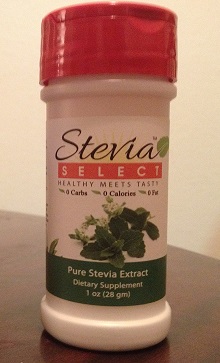 Stevia™
SELECT
HEALTHY MEETS TASTY
0 Carbs 0 Calories 0 Fat
Pure Stevia Extract
Dietary Supplement
1 oz (28 gm)